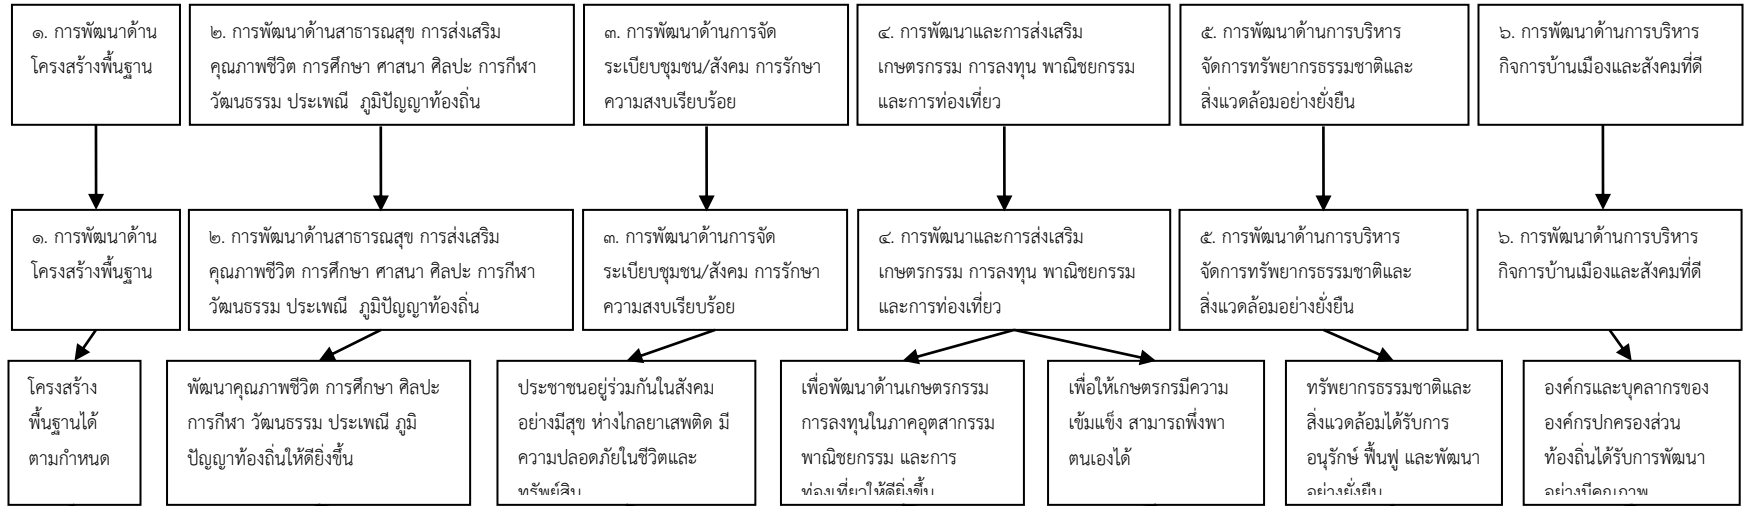 ๑. การพัฒนาด้าน
โครงสร้างพื้นฐาน
๒. การพัฒนาด้านสาธารณสุข การส่งเสริม
คุณภาพชีวิต การศึกษา ศาสนา ศิลปะ การกีฬา
วัฒนธรรม ประเพณี ภูมิปัญญาท้องถิ่น
๓. การพัฒนาด้านการจัด
ระเบียบชุมชน/สังคม การรักษา
ความสงบเรียบร้อย
๔. การพัฒนาและการส่งเสริม
เกษตรกรรม การลงทุน พาณิชยกรรม
และการท่องเที่ยว
๕. การพัฒนาด้านการบริหาร
จัดการทรัพยากรธรรมชาติและ
สิ่งแวดล้อมอย่างยั่งยืน
๖. การพัฒนาด้านการบริหาร
กิจการบ้านเมืองและสังคมที่ดี
๑. การพัฒนาด้าน
โครงสร้างพื้นฐาน
๒. การพัฒนาด้านสาธารณสุข การส่งเสริม
คุณภาพชีวิต การศึกษา ศาสนา ศิลปะ การกีฬา
วัฒนธรรม ประเพณี ภูมิปัญญาท้องถิ่น
๓. การพัฒนาด้านการจัด
ระเบียบชุมชน/สังคม การรักษา
ความสงบเรียบร้อย
๔. การพัฒนาและการส่งเสริม
เกษตรกรรม การลงทุน พาณิชยกรรม
และการท่องเที่ยว
๕. การพัฒนาด้านการบริหาร
จัดการทรัพยากรธรรมชาติและ
สิ่งแวดล้อมอย่างยั่งยืน
๖. การพัฒนาด้านการบริหาร
กิจการบ้านเมืองและสังคมที่ดี
โครงสร้าง
พื้นฐานได้
ตามกำหนด
พัฒนาคุณภาพชีวิต การศึกษา ศิลปะ
การกีฬา วัฒนธรรม ประเพณี ภูมิ
ปัญญาท้องถิ่นให้ดียิ่งขึ้น
ประชาชนอยู่ร่วมกันในสังคม
อย่างมีสุข ห่างไกลยาเสพติด มี
ความปลอดภัยในชีวิตและ
ทรัพย์สิน
เพื่อพัฒนาด้านเกษตรกรรม
การลงทุนในภาคอุตสากรรม
พาณิชยกรรม และการ
ท่องเที่ยาให้ดียิ่งขึ้น
เพื่อให้เกษตรกรมีความ
เข้มแข็ง สามารถพึ่งพา
ตนเองได้
ทรัพยากรธรรมชาติและ
สิ่งแวดล้อมได้รับการ
อนุรักษ์ ฟื้นฟู และพัฒนา
อย่างยั่งยืน
องค์กรและบุคลากรของ
องค์กรปกครองส่วน
ท้องถิ่นได้รับการพัฒนา
อย่างมีคุณภาพ